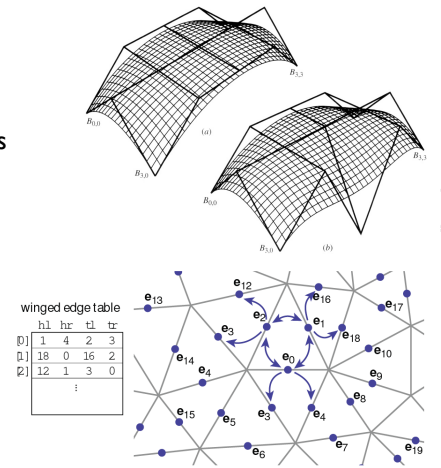 s
B3,3
B0,0
(a)
B3,0
B3,3
B0,0
B3,0
(b)
winged edge table
hl hr tl tr
[0] 1 4 2 3
[1] 18 0 16 2
[2] 12 1 3 0
⋮
e13
e12
e16
e17
e2
e1
e3
e18
e14
e10
e0
e4
e9
e3
e4
e8
e15
e5
e6
e7
e19